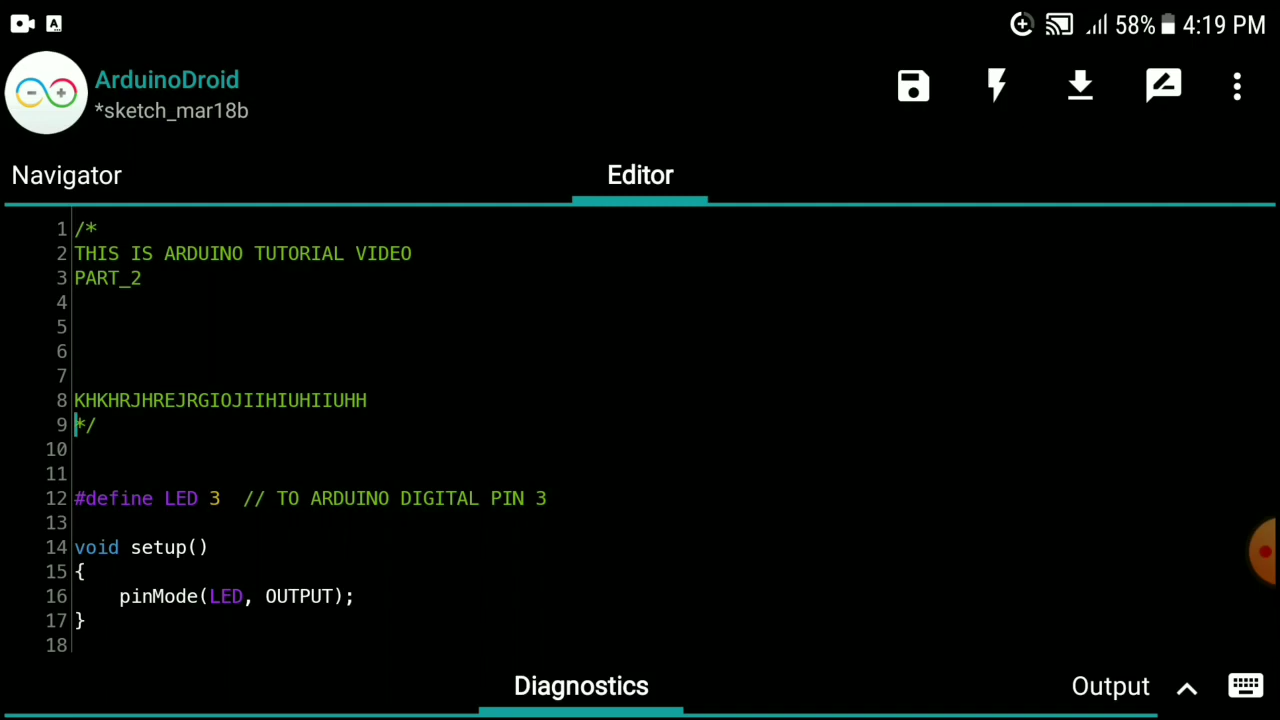 58% 4:19 PM
ArduinoDroid
*sketch_mar18b
Navigator Editor
1 /*
2 THIS IS ARDUINO TUTORIAL VIDEO
3 PART_2
4
5
6
7
8 KHKHRJHREJRGIOJIIHIUHIIUHH
9 */
10
11
12 #define LED 3  // TO ARDUINO DIGITAL PIN 3
13
14 void setup()
15 {
16     pinMode(LED, OUTPUT);
17 }
18
Diagnostics Output